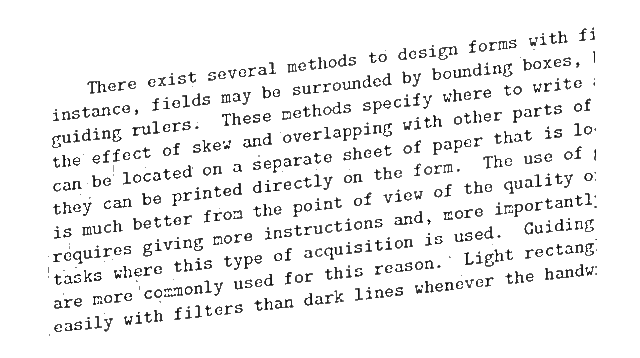 There exist several methods to design forms with fi
instance, fields may be surrounded by bounding boxes,
guiding rulers. These methods specify where to write
the effect of skew and overlapping with other parts of
can be located on a separate sheet of paper that is lo
they can be printed directly on the form. The use of
is much better from the point of view of the quality o
requires giving more instructions and, more importantl
tasks where this type of acquisition is used. Guiding
are more commonly used for this reason. Light rectang
easily with filters than dark lines whenever the handw